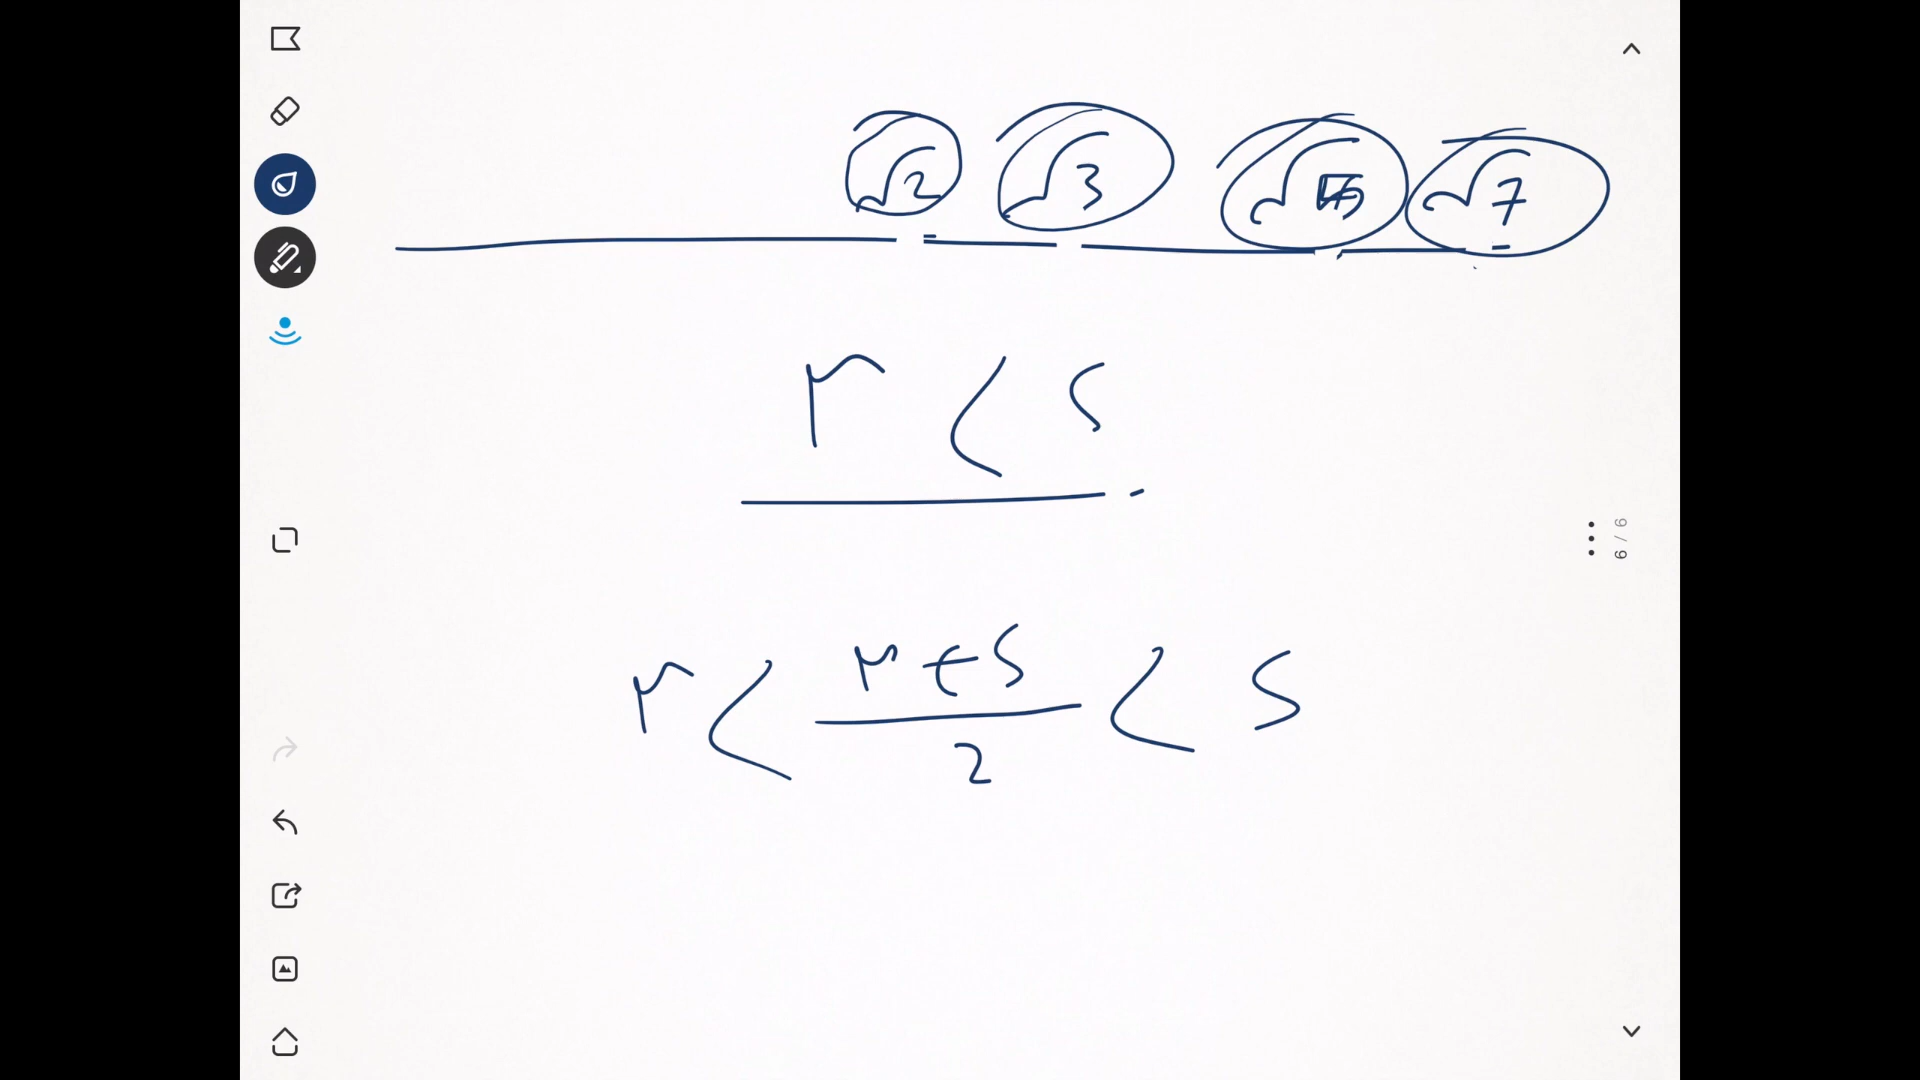 √2 √3 √5 √7
r < s
r < (r+s)/2 < s
6 / 6